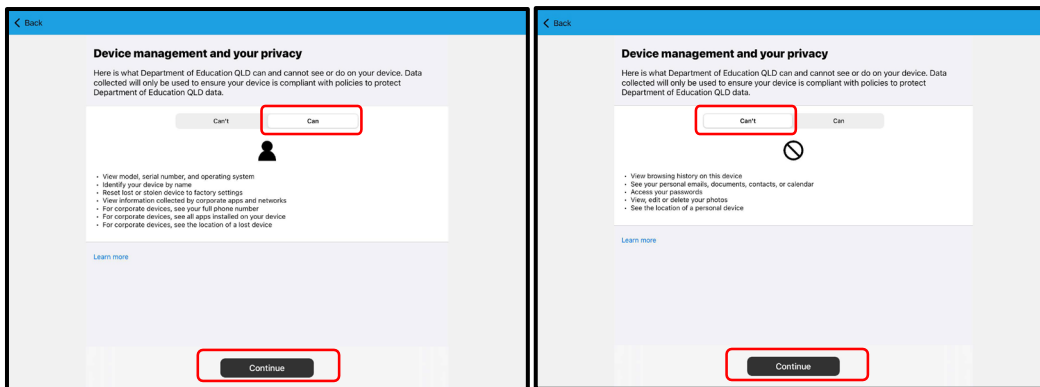 Back
Device management and your privacy
Here is what Department of Education QLD can and cannot see or do on your device. Data
collected will only be used to ensure your device is compliant with policies to protect
Department of Education QLD data.
Can't Can
• View model, serial number, and operating system
• Identify your device by name
• Reset lost or stolen device to factory settings
• View information collected by corporate apps and networks
• For corporate devices, see your full phone number
• For corporate devices, see all apps installed on your device
• For corporate devices, see the location of a lost device
Learn more
Continue
Back
Device management and your privacy
Here is what Department of Education QLD can and cannot see or do on your device. Data
collected will only be used to ensure your device is compliant with policies to protect
Department of Education QLD data.
Can't Can
• View browsing history on this device
• See your personal emails, documents, contacts, or calendar
• Access your passwords
• View, edit or delete your photos
• See the location of a personal device
Learn more
Continue